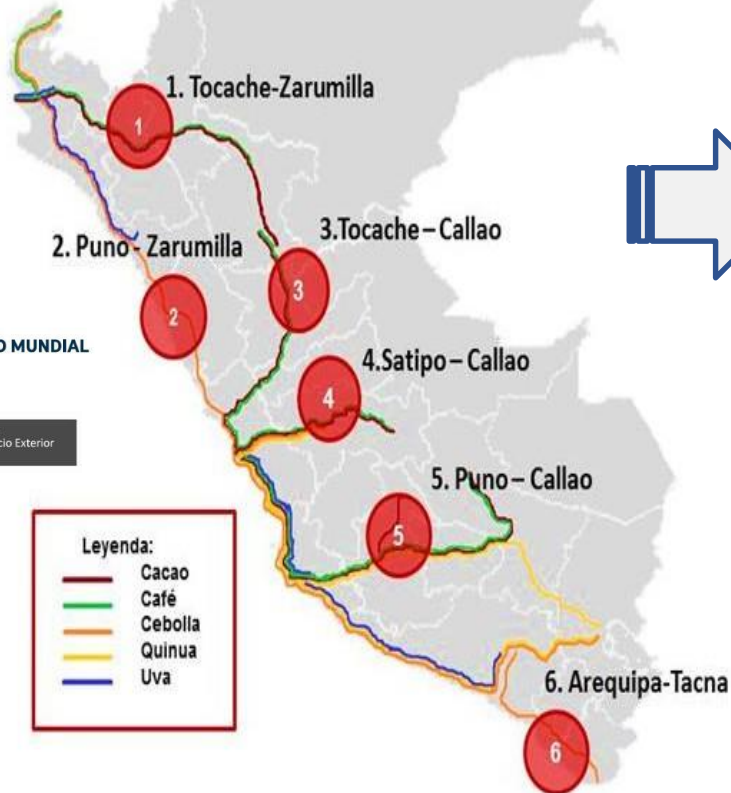 1. Tocache-Zarumilla
1
3.Tocache – Callao
2. Puno - Zarumilla
3
2
O MUNDIAL
4.Satipo – Callao
4
cio Exterior
5. Puno – Callao
5
Leyenda:
Cacao
Café
Cebolla
Quinua
Uva
6. Arequipa-Tacna
6